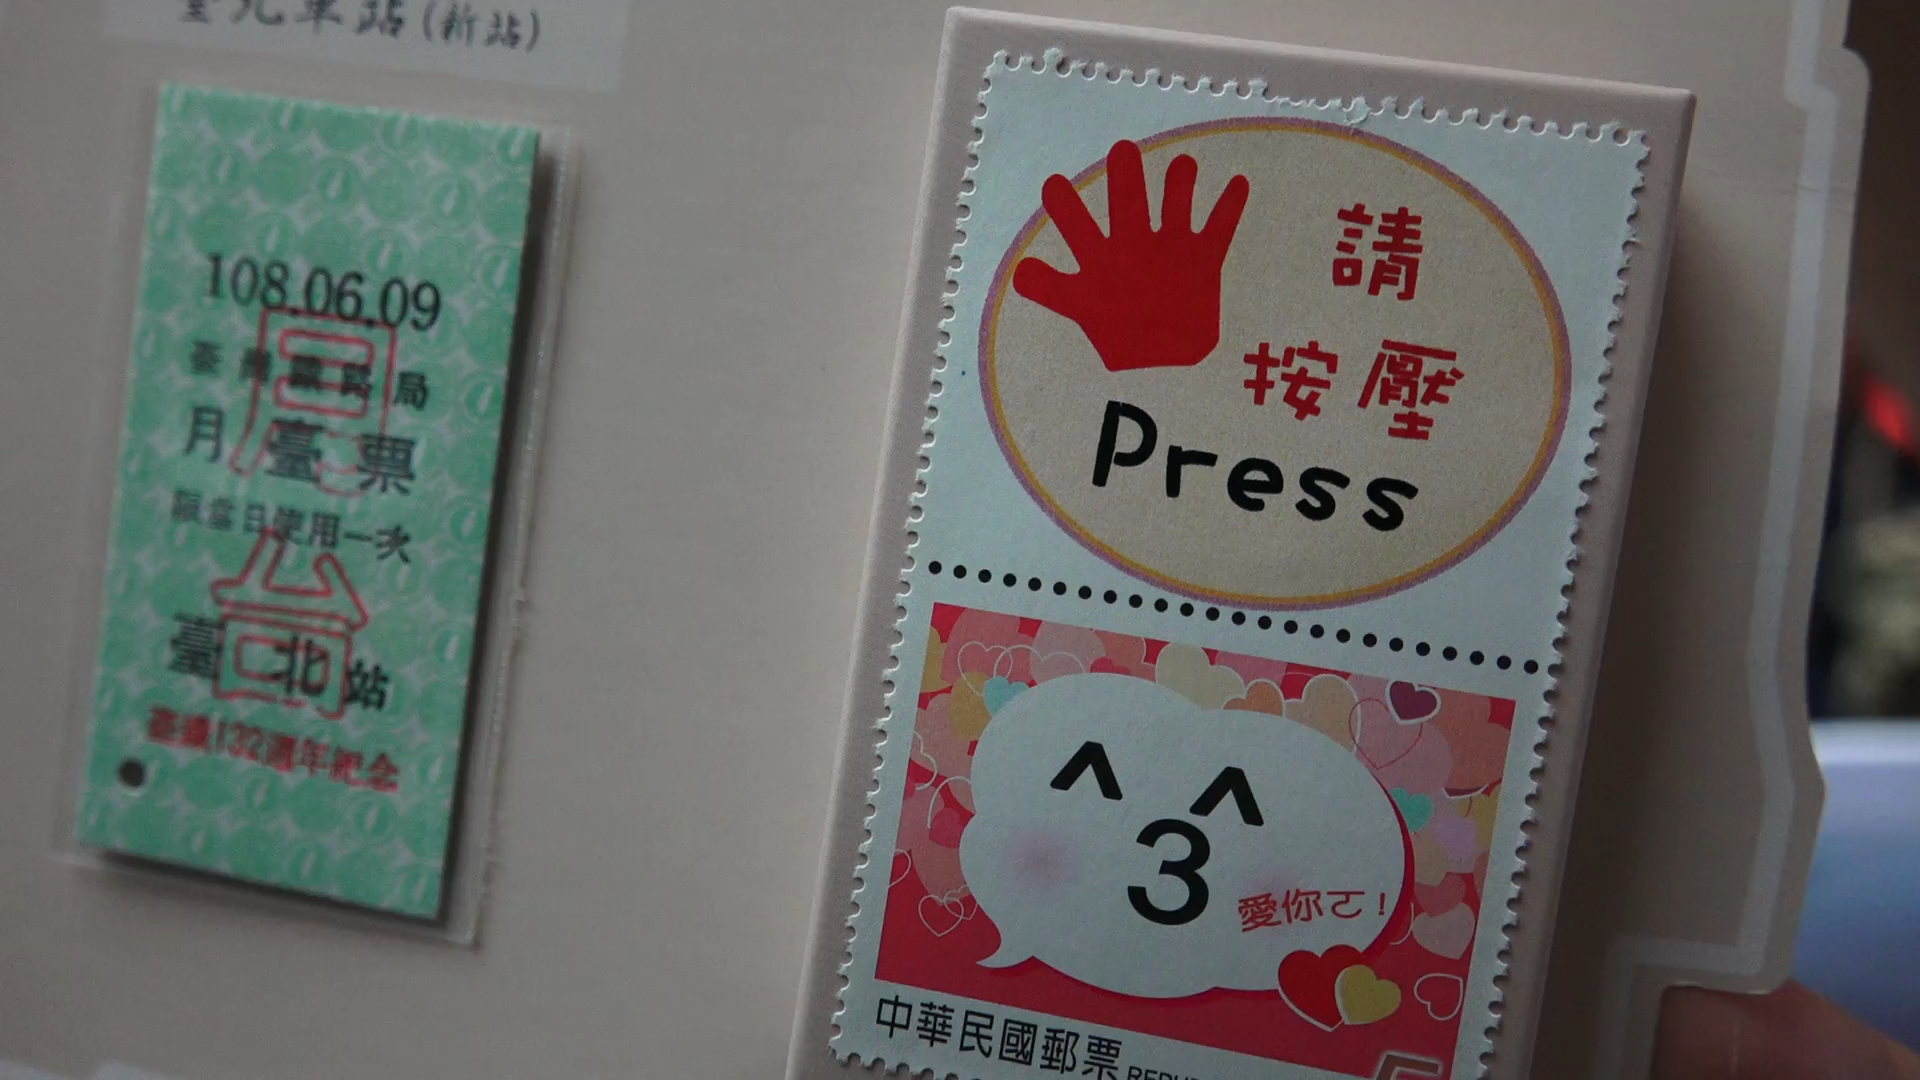 臺北車站(新站)
108.06.09
臺灣鐵路局
月臺票
限當日使用一次
臺北站
臺鐵132週年紀念
月台
請
按壓
Press
^ ^
3
愛你ㄛ!
中華民國郵票